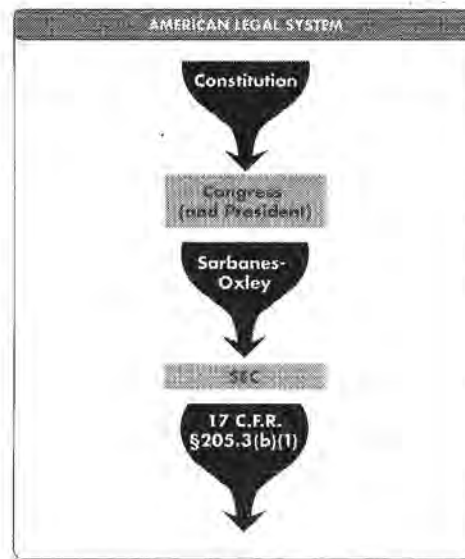 AMERICAN LEGAL SYSTEM
Constitution
Congress
(and President)
Sarbanes-
Oxley
SEC
17 C.F.R.
§205.3(b)(1)